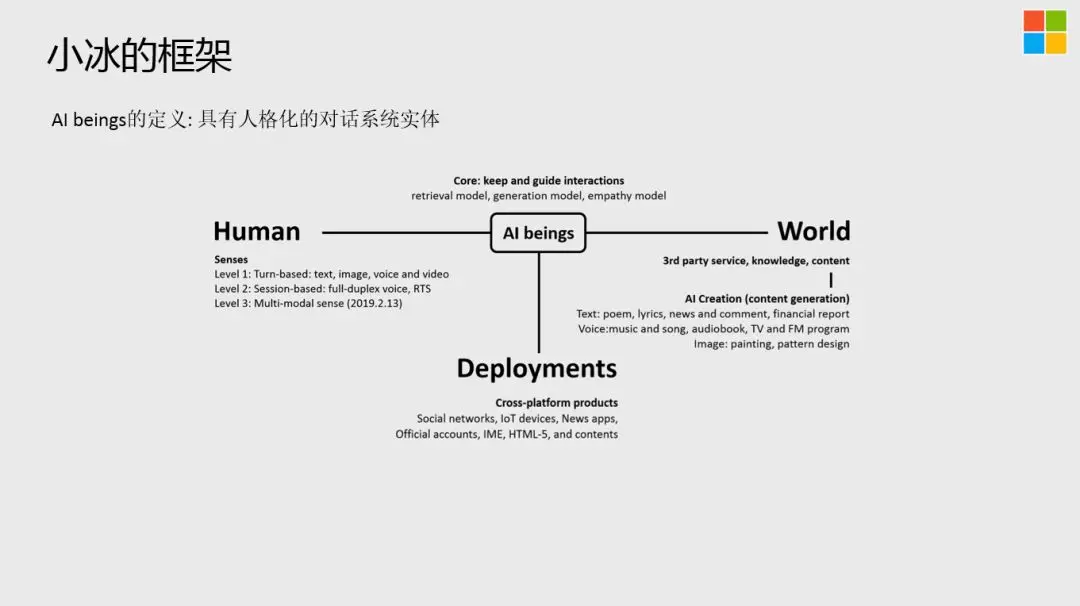 小冰的框架
AI beings的定义: 具有人格化的对话系统实体
Core: keep and guide interactions
retrieval model, generation model, empathy model
Human
AI beings
World
Senses
Level 1: Turn-based: text, image, voice and video
Level 2: Session-based: full-duplex voice, RTS
Level 3: Multi-modal sense (2019.2.13)
3rd party service, knowledge, content
AI Creation (content generation)
Text: poem, lyrics, news and comment, financial report
Voice:music and song, audiobook, TV and FM program
Image: painting, pattern design
Deployments
Cross-platform products
Social networks, IoT devices, News apps,
Official accounts, IME, HTML-5, and contents